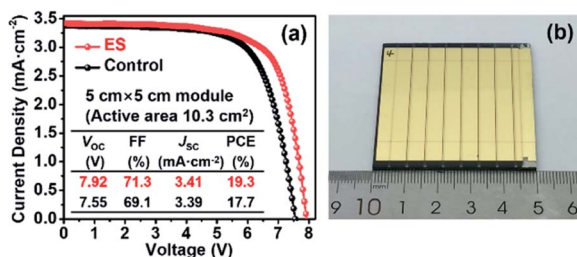 3.5
3.0
2.5
2.0
1.5
1.0
0.5
0.0
Current Density (mA·cm-2)
ES
Control
(a)
5 cm×5 cm module
(Active area 10.3 cm2)
VOC FF JSC PCE
(V) (%) (mA·cm-2) (%)
7.92 71.3 3.41 19.3
7.55 69.1 3.39 17.7
0 1 2 3 4 5 6 7 8
Voltage (V)
(b)
9 10 1 2 3 4 5 6